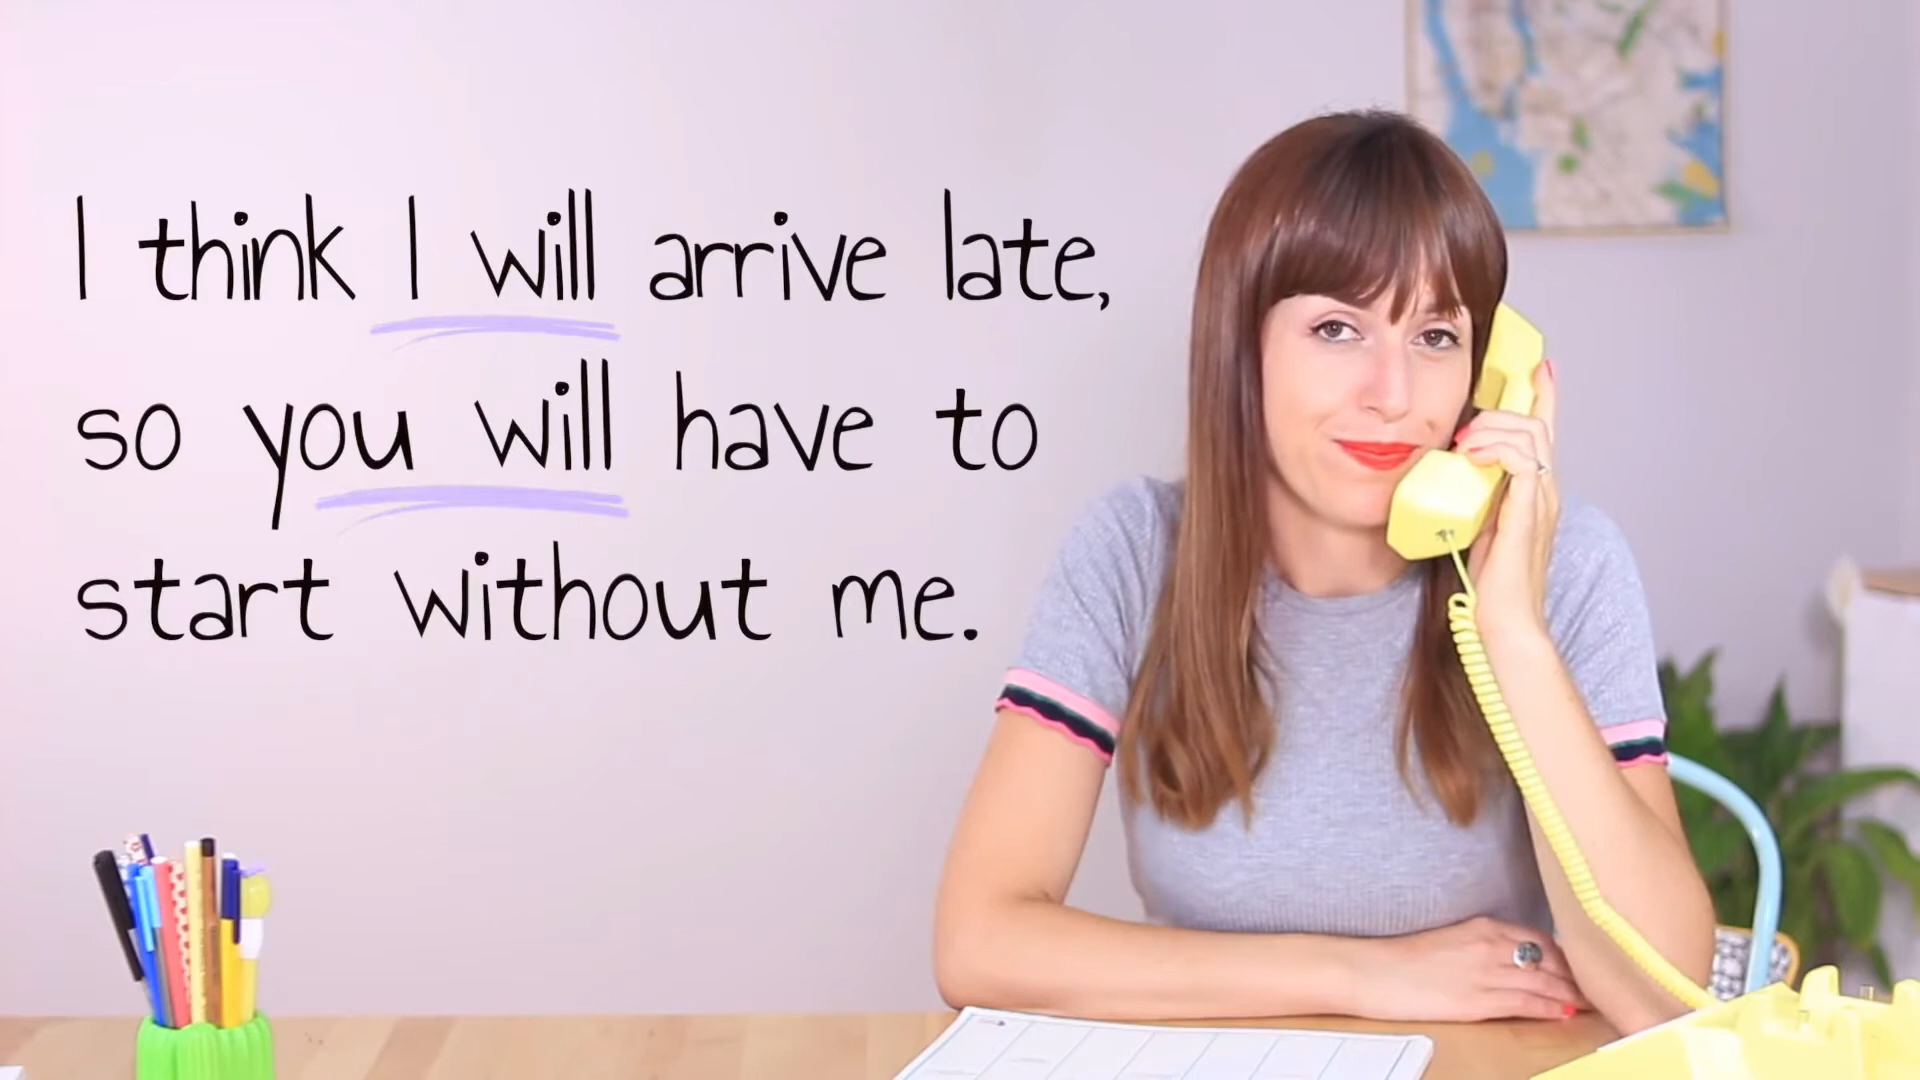 I think I will arrive late,
so you will have to
start without me.